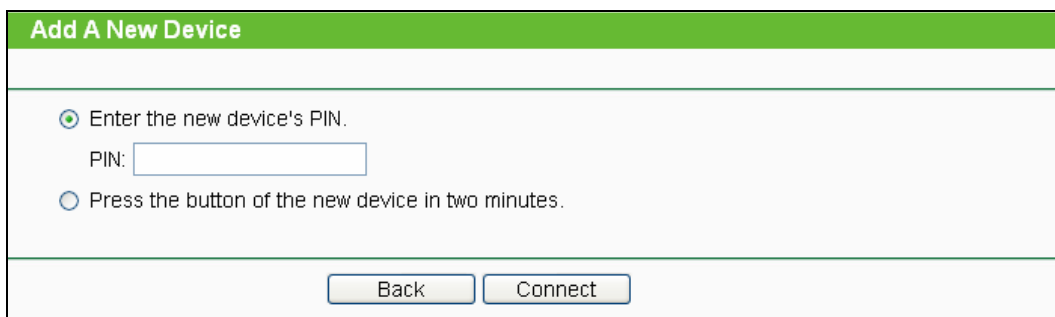 Add A New Device
Enter the new device's PIN.
PIN:
Press the button of the new device in two minutes.
Back Connect